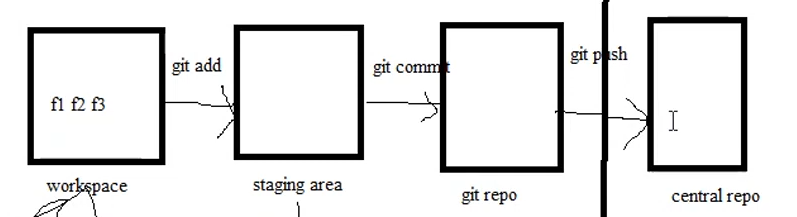 git add
git commit
git push
f1 f2 f3
workspace
staging area
git repo
central repo